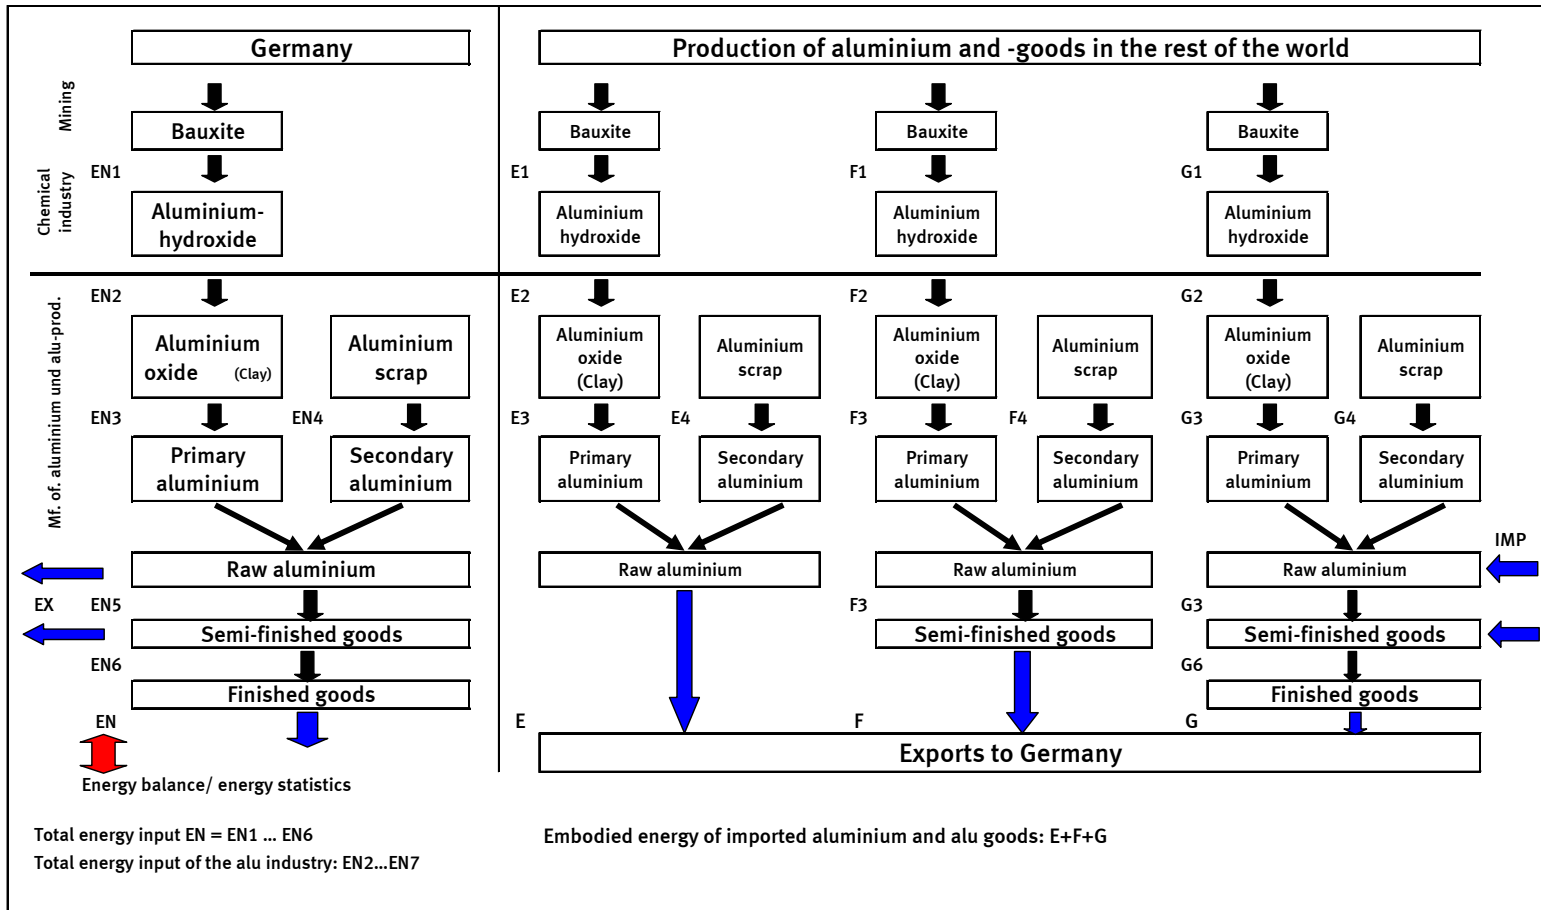 Germany
Production of aluminium and -goods in the rest of the world
Mining
Bauxite
Bauxite
Bauxite
Bauxite
Chemical
industry
EN1
E1
F1
G1
Aluminium-
hydroxide
Aluminium
hydroxide
Aluminium
hydroxide
Aluminium
hydroxide
Mf. of. aluminium und alu-prod.
EN2
E2
F2
G2
Aluminium
oxide (Clay)
Aluminium
scrap
Aluminium
oxide
(Clay)
Aluminium
scrap
Aluminium
oxide
(Clay)
Aluminium
scrap
Aluminium
oxide
(Clay)
Aluminium
scrap
EN3
EN4
E3
E4
F3
F4
G3
G4
Primary
aluminium
Secondary
aluminium
Primary
aluminium
Secondary
aluminium
Primary
aluminium
Secondary
aluminium
Primary
aluminium
Secondary
aluminium
IMP
Raw aluminium
Raw aluminium
Raw aluminium
Raw aluminium
EX
EN5
F3
G3
Semi-finished goods
Semi-finished goods
Semi-finished goods
EN6
G6
Finished goods
Finished goods
EN
E
F
G
Exports to Germany
Energy balance/ energy statistics
Total energy input EN = EN1 ... EN6
Embodied energy of imported aluminium and alu goods: E+F+G
Total energy input of the alu industry: EN2...EN7